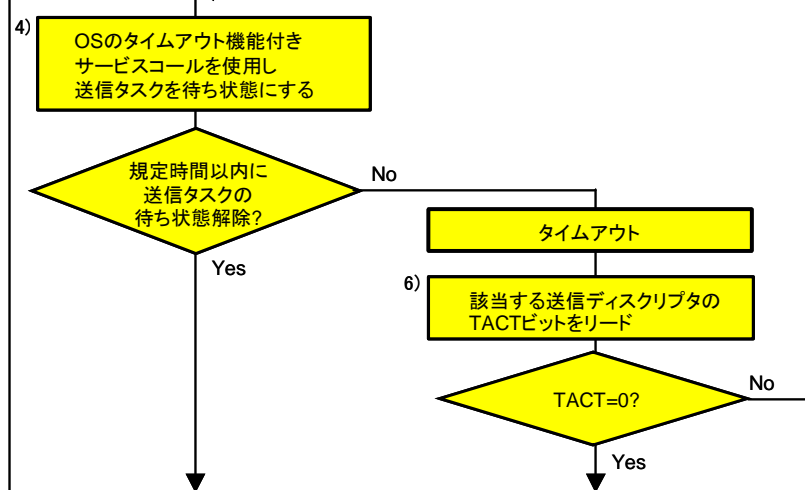 4)
OSのタイムアウト機能付き
サービスコールを使用し
送信タスクを待ち状態にする
規定時間以内に
送信タスクの
待ち状態解除?
No
Yes
タイムアウト
6)
該当する送信ディスクリプタの
TACTビットをリード
TACT=0?
No
Yes